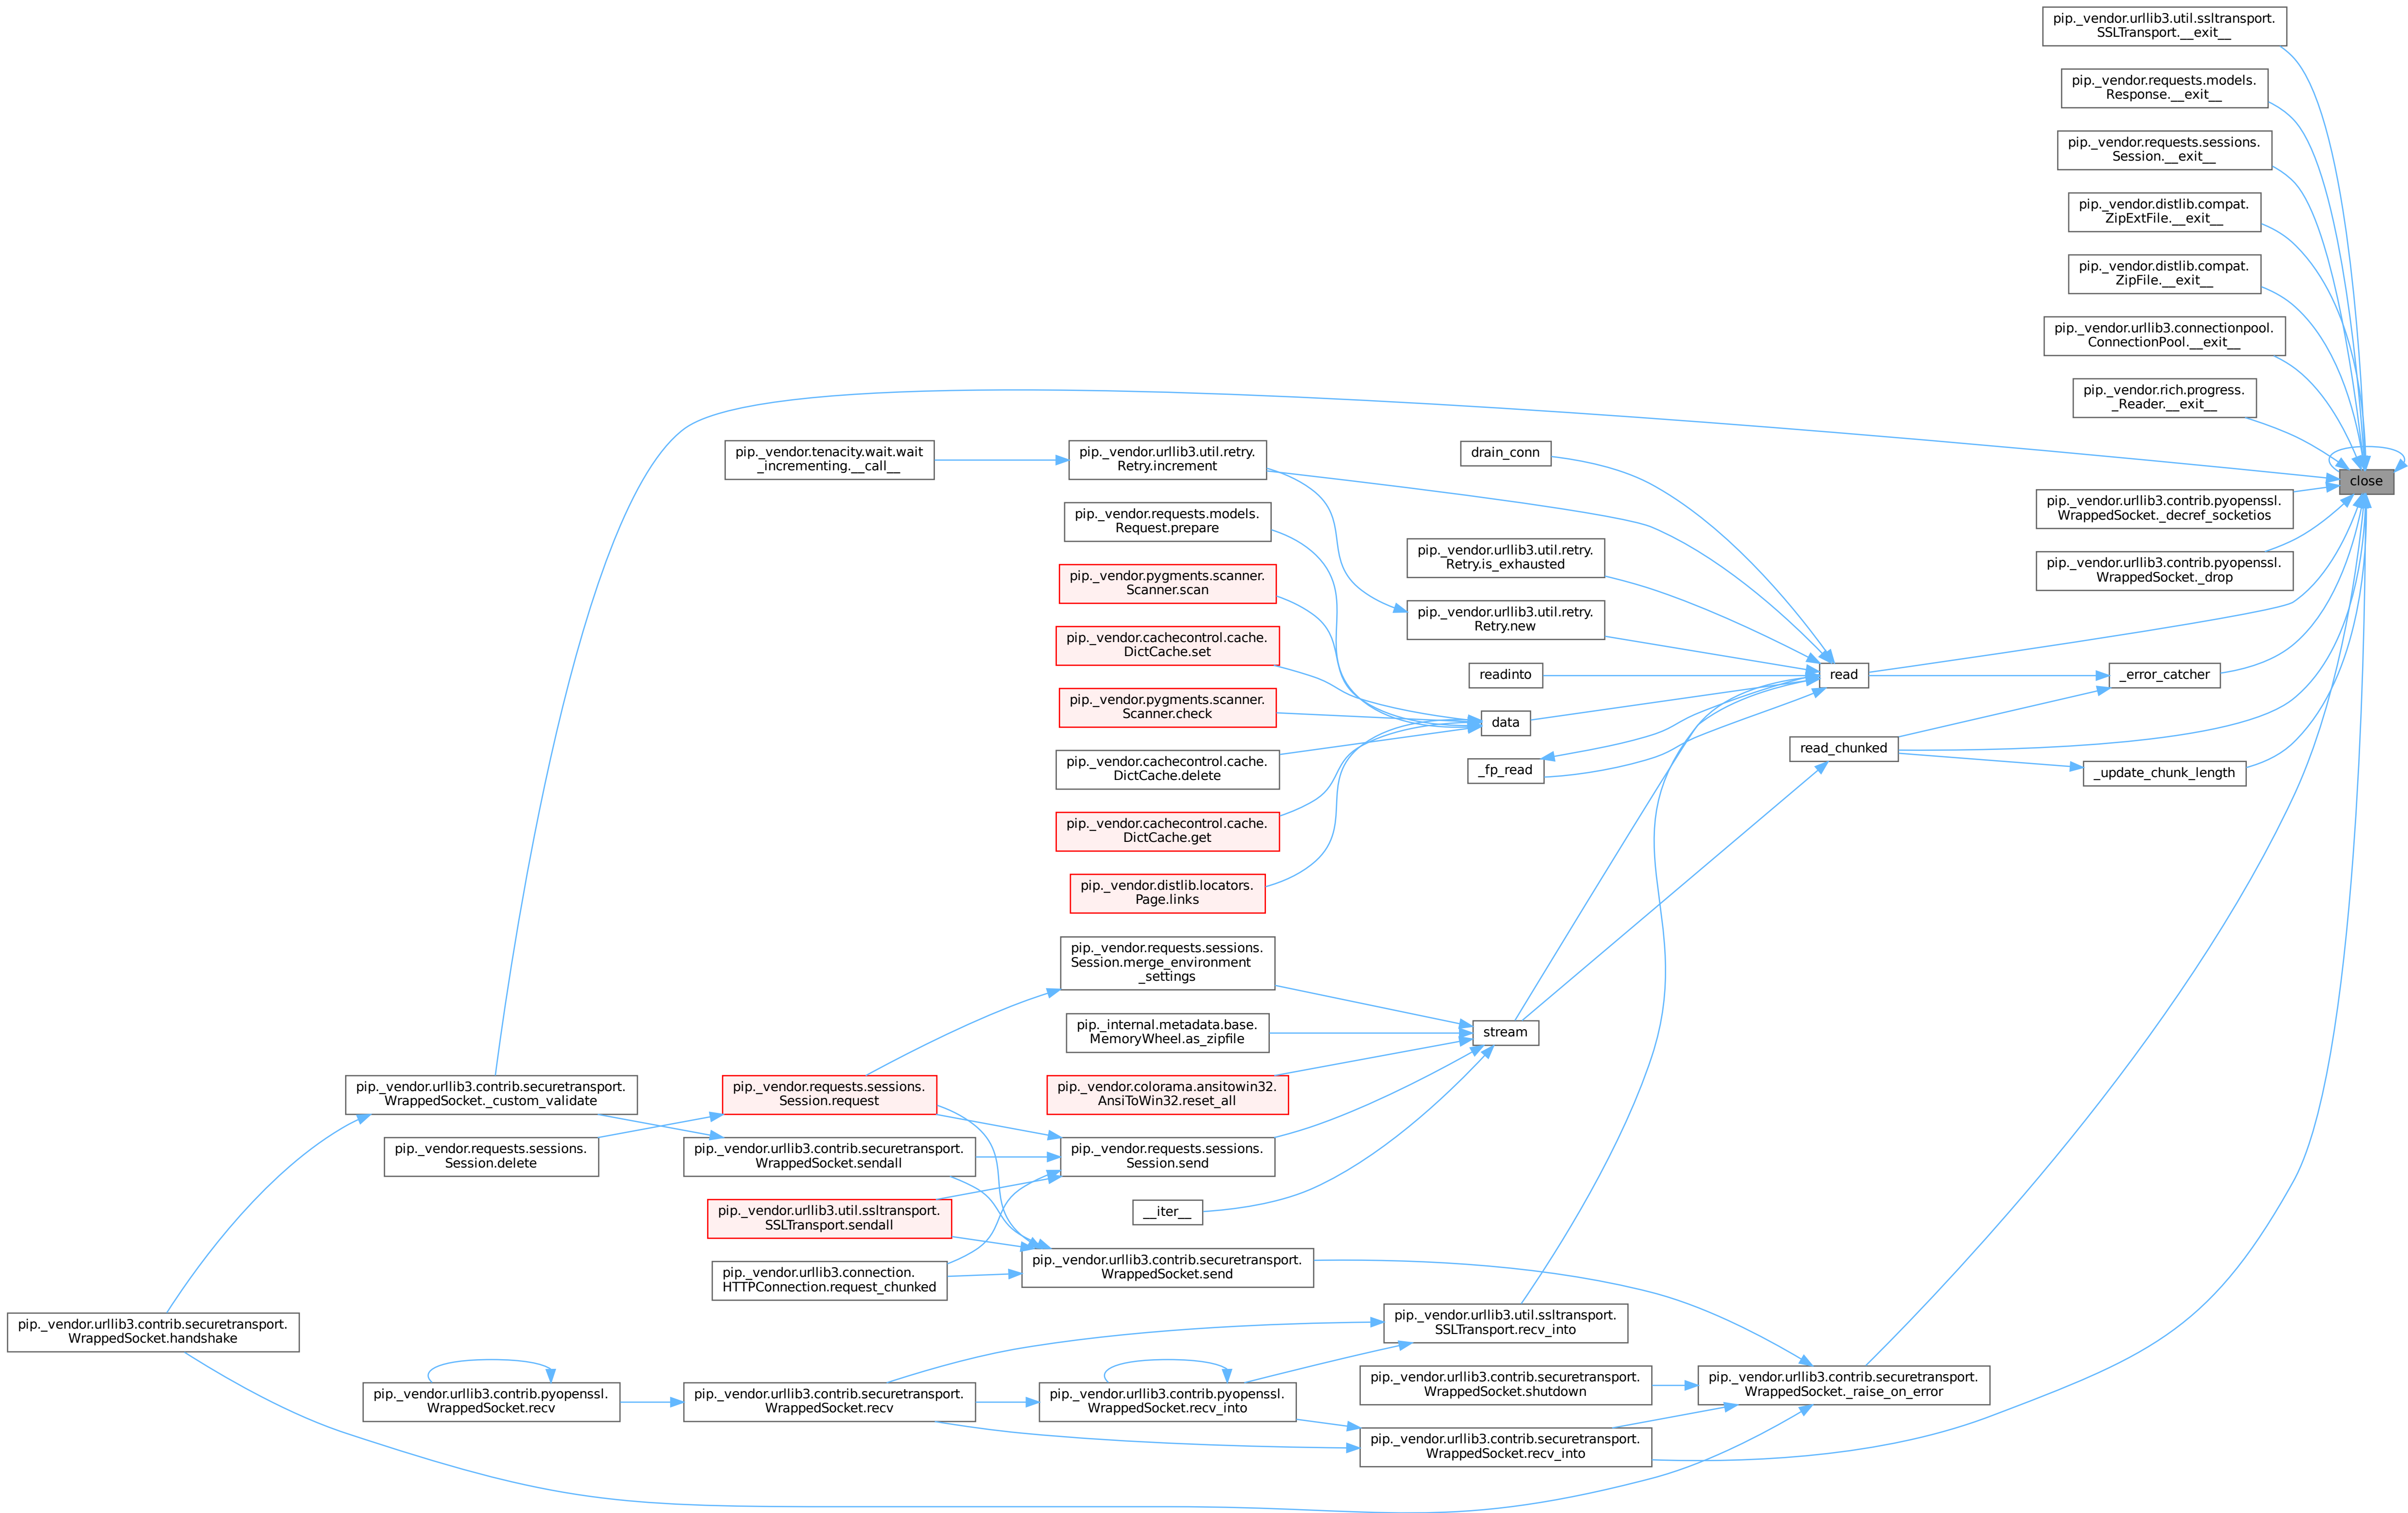 pip._vendor.urllib3.util.ssltransport.
SSLTransport.__exit__
pip._vendor.requests.models.
Response.__exit__
pip._vendor.requests.sessions.
Session.__exit__
pip._vendor.distlib.compat.
ZipExtFile.__exit__
pip._vendor.distlib.compat.
ZipFile.__exit__
pip._vendor.urllib3.connectionpool.
ConnectionPool.__exit__
pip._vendor.rich.progress.
_Reader.__exit__
close
pip._vendor.urllib3.contrib.pyopenssl.
WrappedSocket._decref_socketios
pip._vendor.urllib3.contrib.pyopenssl.
WrappedSocket._drop
pip._vendor.tenacity.wait.wait
_incrementing.__call__
pip._vendor.urllib3.util.retry.
Retry.increment
drain_conn
pip._vendor.requests.models.
Request.prepare
pip._vendor.urllib3.util.retry.
Retry.is_exhausted
pip._vendor.pygments.scanner.
Scanner.scan
pip._vendor.urllib3.util.retry.
Retry.new
pip._vendor.cachecontrol.cache.
DictCache.set
readinto
read
_error_catcher
pip._vendor.pygments.scanner.
Scanner.check
data
read_chunked
pip._vendor.cachecontrol.cache.
DictCache.delete
_fp_read
_update_chunk_length
pip._vendor.cachecontrol.cache.
DictCache.get
pip._vendor.distlib.locators.
Page.links
pip._vendor.requests.sessions.
Session.merge_environment
_settings
pip._internal.metadata.base.
MemoryWheel.as_zipfile
stream
pip._vendor.urllib3.contrib.securetransport.
WrappedSocket._custom_validate
pip._vendor.requests.sessions.
Session.request
pip._vendor.colorama.ansitowin32.
AnsiToWin32.reset_all
pip._vendor.requests.sessions.
Session.delete
pip._vendor.urllib3.contrib.securetransport.
WrappedSocket.sendall
pip._vendor.requests.sessions.
Session.send
pip._vendor.urllib3.util.ssltransport.
SSLTransport.sendall
__iter__
pip._vendor.urllib3.connection.
HTTPConnection.request_chunked
pip._vendor.urllib3.contrib.securetransport.
WrappedSocket.send
pip._vendor.urllib3.contrib.securetransport.
WrappedSocket.handshake
pip._vendor.urllib3.util.ssltransport.
SSLTransport.recv_into
pip._vendor.urllib3.contrib.securetransport.
WrappedSocket.shutdown
pip._vendor.urllib3.contrib.securetransport.
WrappedSocket._raise_on_error
pip._vendor.urllib3.contrib.pyopenssl.
WrappedSocket.recv
pip._vendor.urllib3.contrib.securetransport.
WrappedSocket.recv
pip._vendor.urllib3.contrib.pyopenssl.
WrappedSocket.recv_into
pip._vendor.urllib3.contrib.securetransport.
WrappedSocket.recv_into